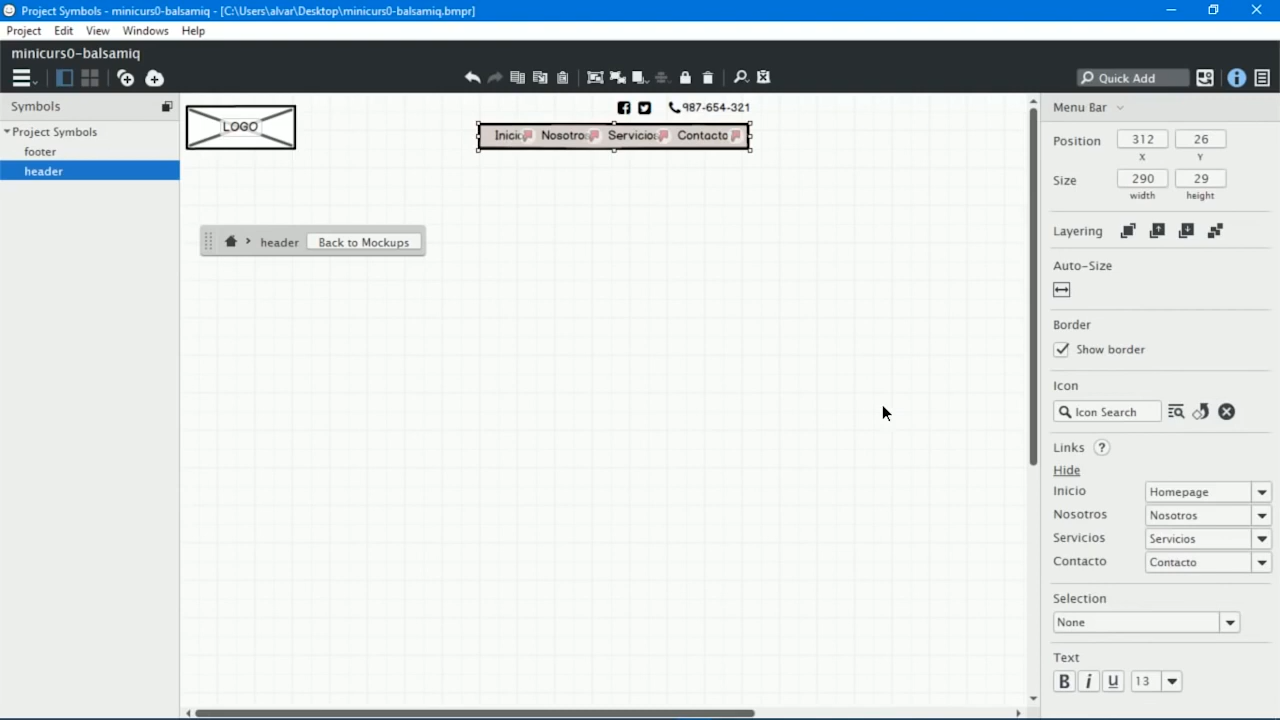 Project Symbols - minicurs0-balsamiq - [C:\Users\alvar\Desktop\minicurs0-balsamiq.bmpr]
Project Edit View Windows Help
minicurs0-balsamiq
Quick Add
Symbols
Project Symbols
footer
header
LOGO
987-654-321
Inicio Nosotros Servicios Contacto
header Back to Mockups
Menu Bar
Position 312 26
X Y
Size 290 29
width height
Layering
Auto-Size
Border
Show border
Icon
Icon Search
Links ?
Hide
Inicio Homepage
Nosotros Nosotros
Servicios Servicios
Contacto Contacto
Selection
None
Text
B i U 13